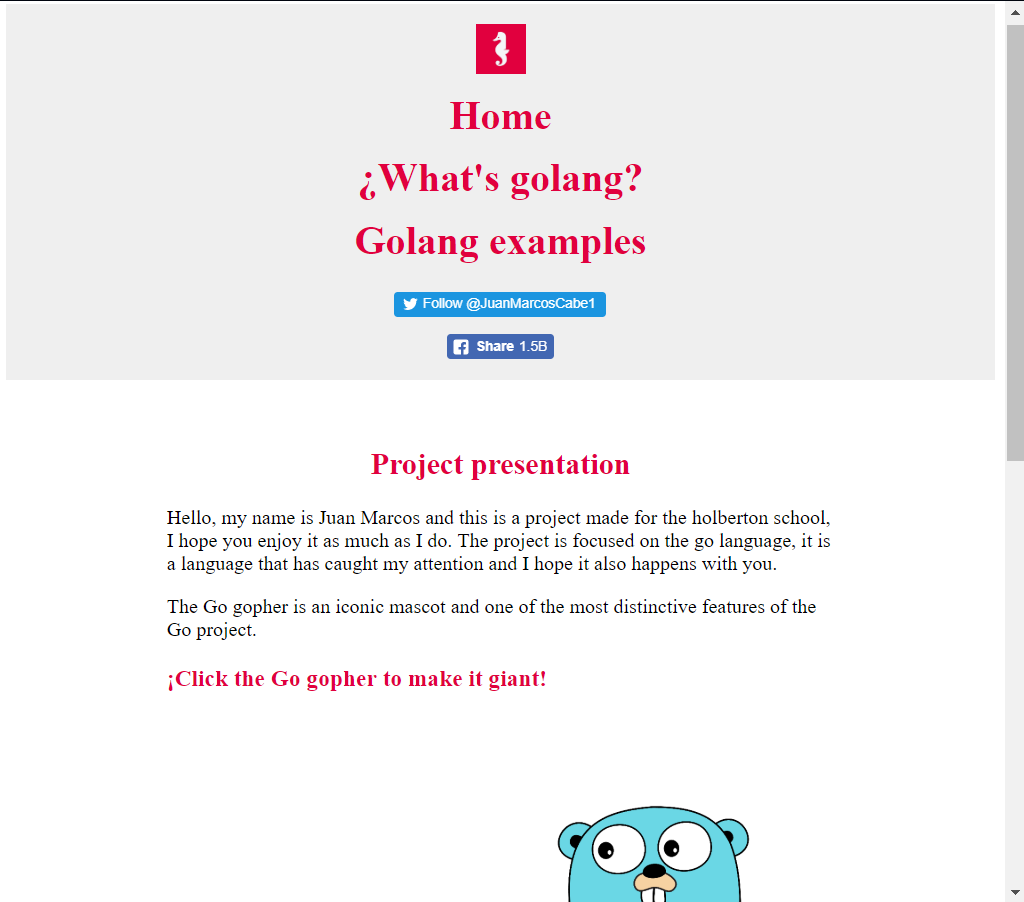 Home
¿What's golang?
Golang examples
Follow @JuanMarcosCabe1
Share 1.5B
Project presentation
Hello, my name is Juan Marcos and this is a project made for the holberton school,
I hope you enjoy it as much as I do. The project is focused on the go language, it is
a language that has caught my attention and I hope it also happens with you.
The Go gopher is an iconic mascot and one of the most distinctive features of the
Go project.
¡Click the Go gopher to make it giant!